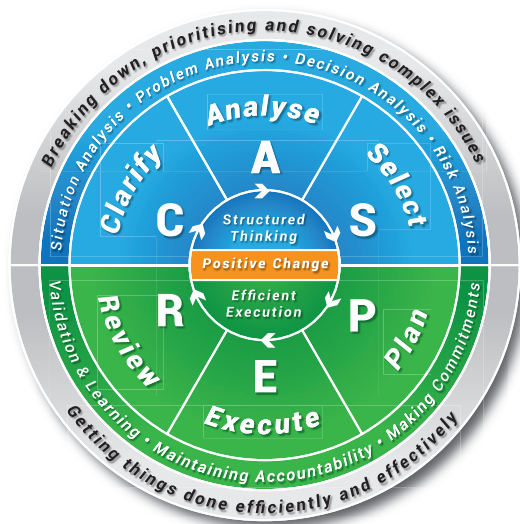 Breaking down, prioritising and solving complex issues
Situation Analysis • Problem Analysis • Decision Analysis • Risk Analysis
Clarify
Analyse
Select
C
A
S
Structured
Thinking
Positive Change
Efficient
Execution
R
E
P
Review
Execute
Plan
Validation & Learning • Maintaining Accountability • Making Commitments
Getting things done efficiently and effectively